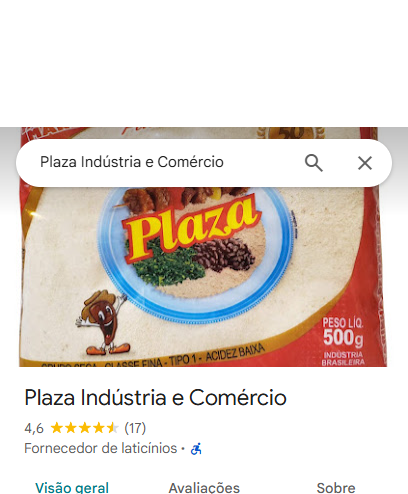 Plaza Indústria e Comércio
Plaza
PESO LÍQ.
500g
INDÚSTRIA
BRASILEIRA
GRUPO SECA - CLASSE FINA - TIPO 1 - ACIDEZ BAIXA
Plaza Indústria e Comércio
4,6 (17)
Fornecedor de laticínios ·
Visão geral Avaliações Sobre